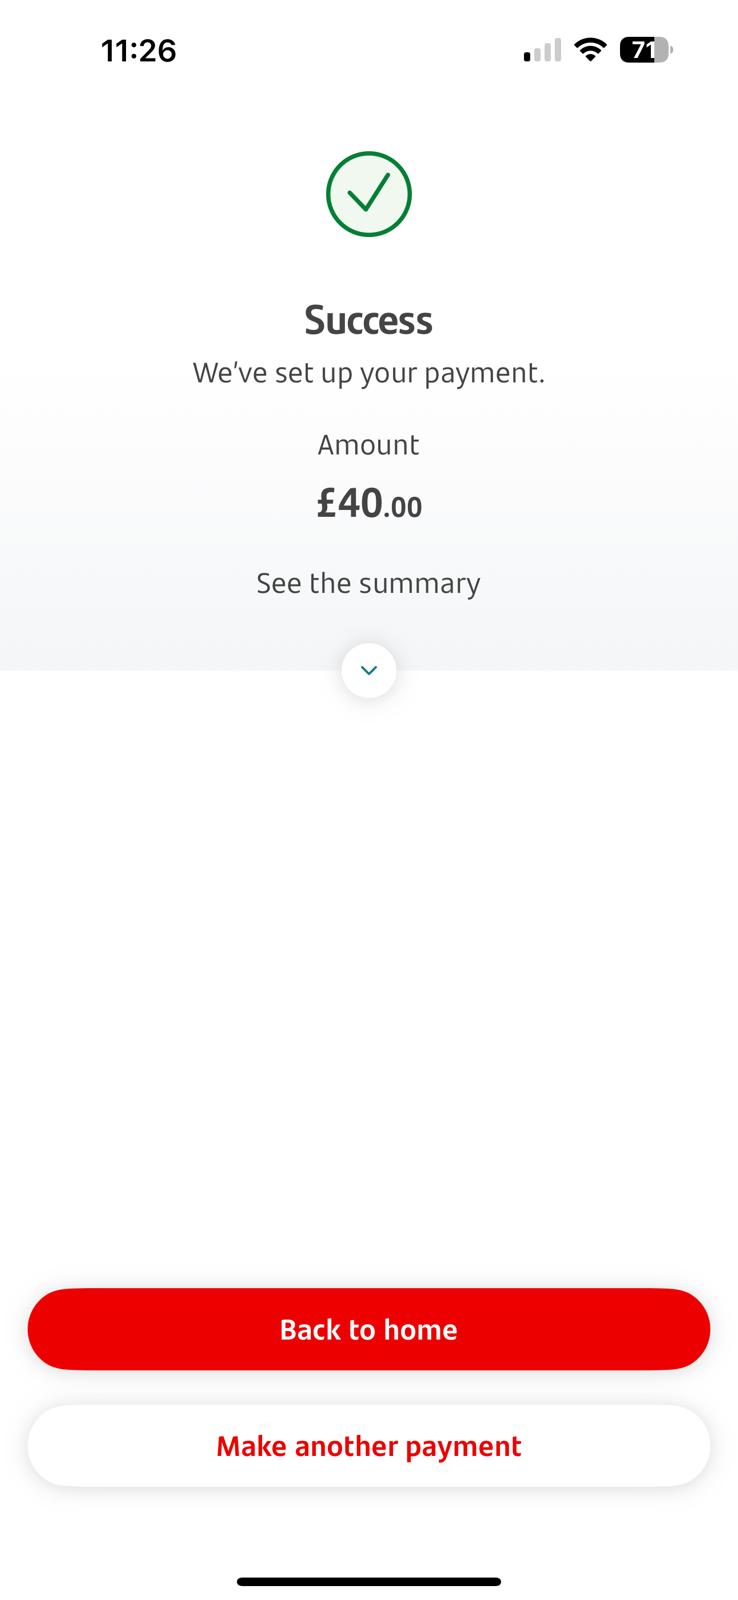 11:26
71
Success
We've set up your payment.
Amount
£40.00
See the summary
Back to home
Make another payment